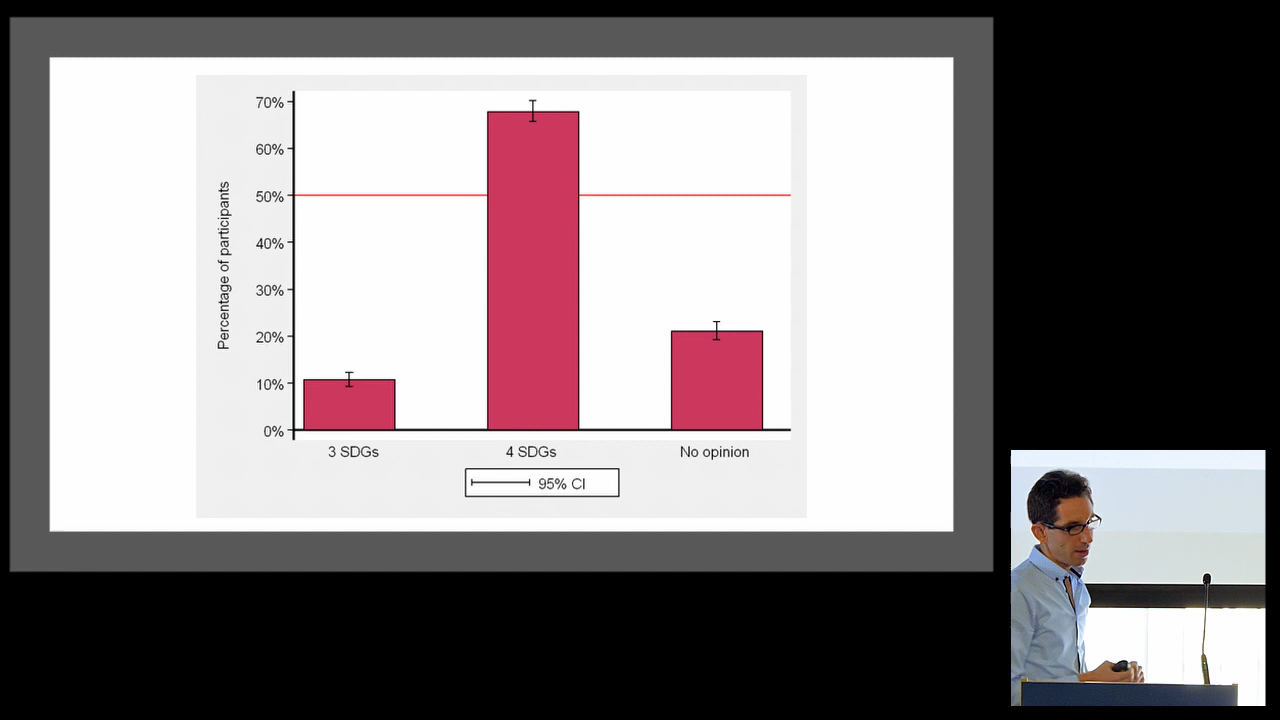 70%
60%
50%
40%
30%
20%
10%
0%
Percentage of participants
3 SDGs
4 SDGs
No opinion
95% CI